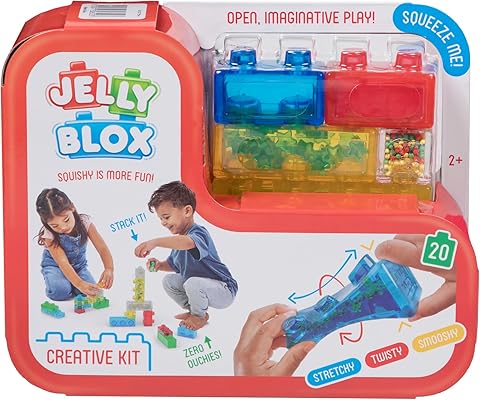 OPEN, IMAGINATIVE PLAY!
SQUEEZE ME!
JELLY
BLOX
SQUISHY IS MORE FUN!
2+
STACK IT!
20
ZERO
OUCHIES!
CREATIVE KIT
STRETCHY
TWISTY
SMOOSHY